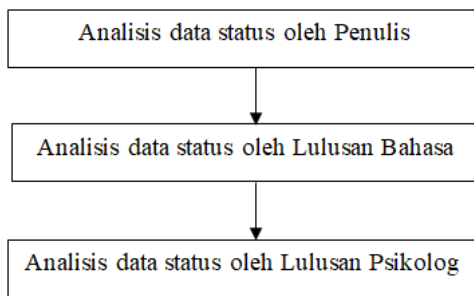 Analisis data status oleh Penulis
Analisis data status oleh Lulusan Bahasa
Analisis data status oleh Lulusan Psikolog